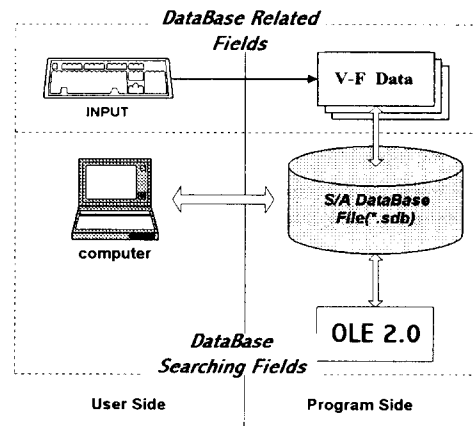 DataBase Related
Fields
V-F Data
INPUT
S/A DataBase
File(*.sdb)
computer
OLE 2.0
DataBase
Searching Fields
User Side
Program Side